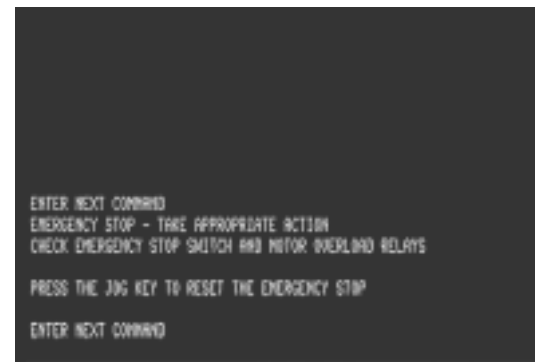 ENTER NEXT COMMAND
EMERGENCY STOP - TAKE APPROPRIATE ACTION
CHECK EMERGENCY STOP SWITCH AND MOTOR OVERLOAD RELAYS
PRESS THE JOG KEY TO RESET THE EMERGENCY STOP
ENTER NEXT COMMAND